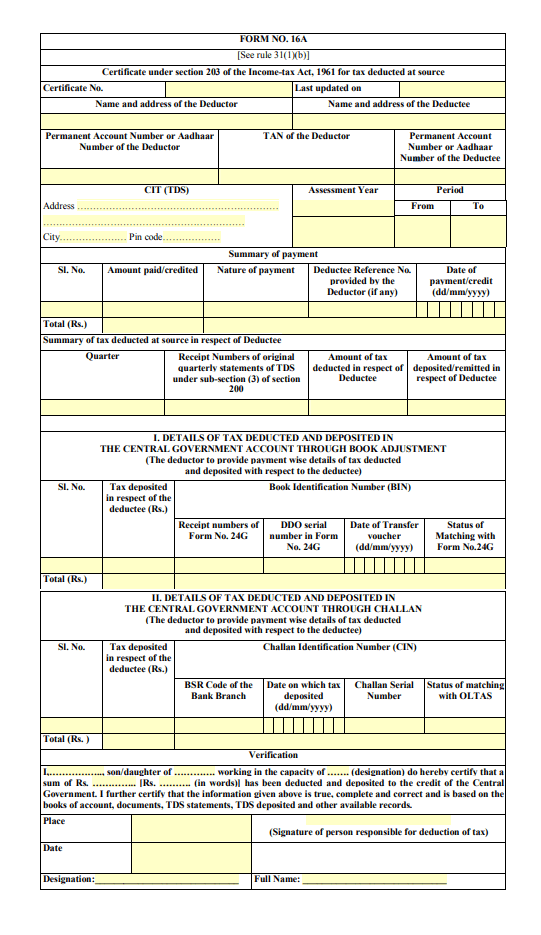 FORM NO. 16A
[See rule 31(1)(b)]
Certificate under section 203 of the Income-tax Act, 1961 for tax deducted at source
Certificate No. Last updated on
Name and address of the Deductor Name and address of the Deductee
Permanent Account Number or Aadhaar Number of the Deductor TAN of the Deductor Permanent Account Number or Aadhaar Number of the Deductee
CIT (TDS) Assessment Year Period
Address ……………………………………………………
From To
……………………………………………………
City………………… Pin code………………
Summary of payment
Sl. No. Amount paid/credited Nature of payment Deductee Reference No. provided by the Deductor (if any) Date of payment/credit (dd/mm/yyyy)
Total (Rs.)
Summary of tax deducted at source in respect of Deductee
Quarter Receipt Numbers of original quarterly statements of TDS under sub-section (3) of section 200 Amount of tax deducted in respect of Deductee Amount of tax deposited/remitted in respect of Deductee
I. DETAILS OF TAX DEDUCTED AND DEPOSITED IN
THE CENTRAL GOVERNMENT ACCOUNT THROUGH BOOK ADJUSTMENT
(The deductor to provide payment wise details of tax deducted
and deposited with respect to the deductee)
Sl. No. Tax deposited in respect of the deductee (Rs.) Book Identification Number (BIN)
Receipt numbers of Form No. 24G DDO serial number in Form No. 24G Date of Transfer voucher (dd/mm/yyyy) Status of Matching with Form No.24G
Total (Rs.)
II. DETAILS OF TAX DEDUCTED AND DEPOSITED IN
THE CENTRAL GOVERNMENT ACCOUNT THROUGH CHALLAN
(The deductor to provide payment wise details of tax deducted
and deposited with respect to the deductee)
Sl. No. Tax deposited in respect of the deductee (Rs.) Challan Identification Number (CIN)
BSR Code of the Bank Branch Date on which tax deposited (dd/mm/yyyy) Challan Serial Number Status of matching with OLTAS
Total (Rs. )
Verification
I,……………..., son/daughter of …………. working in the capacity of ……. (designation) do hereby certify that a
sum of Rs. ………….. [Rs. ………. (in words)] has been deducted and deposited to the credit of the Central
Government. I further certify that the information given above is true, complete and correct and is based on the
books of account, documents, TDS statements, TDS deposited and other available records.
Place
(Signature of person responsible for deduction of tax)
Date
Designation:__________________________ Full Name: __________________________